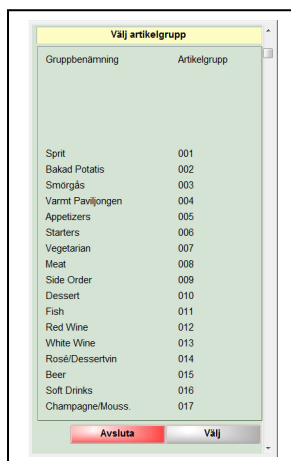 Välj artikelgrupp
Gruppbenämning Artikelgrupp
Sprit 001
Bakad Potatis 002
Smörgås 003
Varmt Paviljongen 004
Appetizers 005
Starters 006
Vegetarian 007
Meat 008
Side Order 009
Dessert 010
Fish 011
Red Wine 012
White Wine 013
Rosé/Dessertvin 014
Beer 015
Soft Drinks 016
Champagne/Mouss. 017
Avsluta Välj